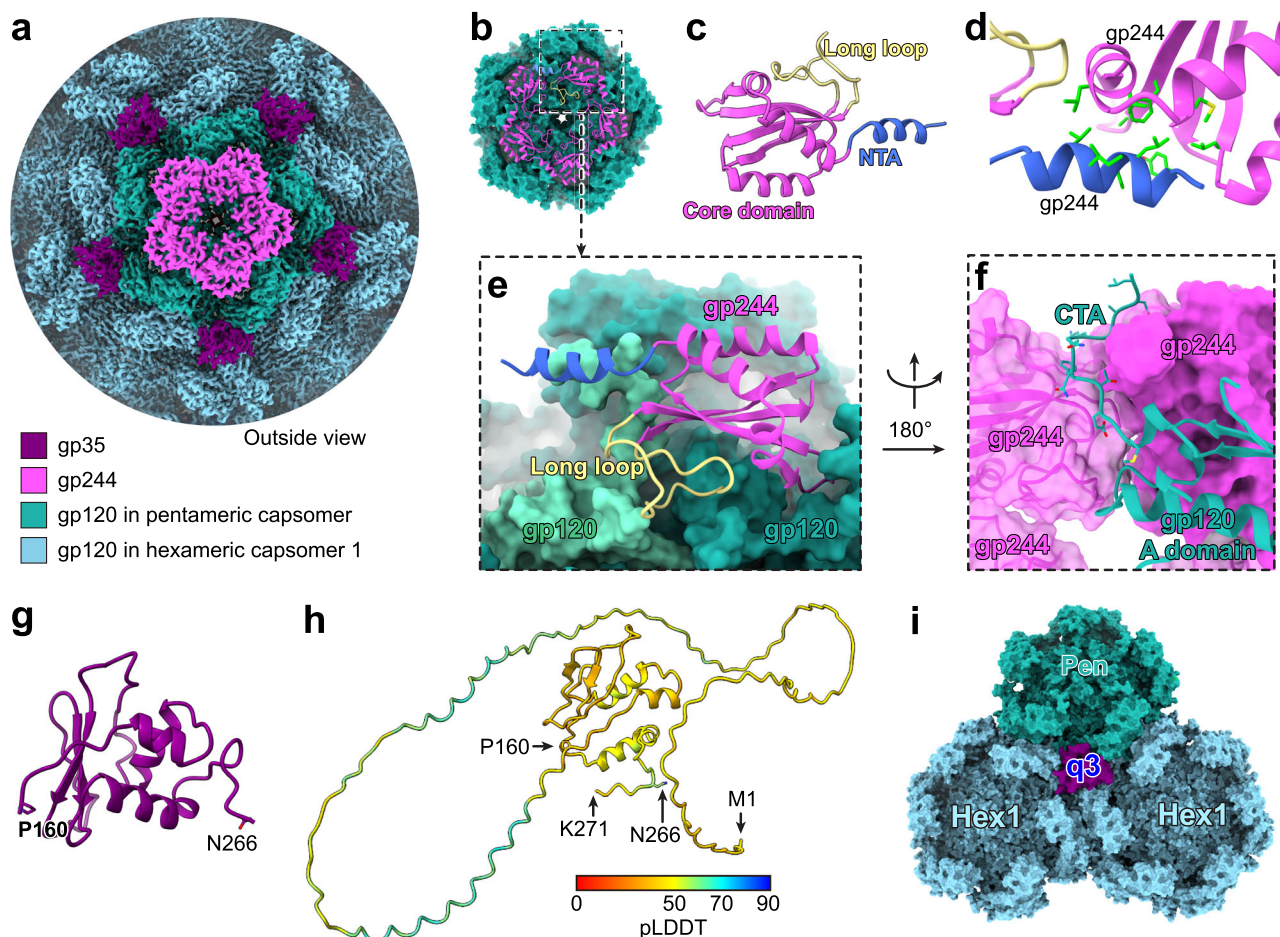 a
Outside view
gp35
gp244
gp120 in pentameric capsomer
gp120 in hexameric capsomer 1
b
c
Long loop
NTA
Core domain
d
gp244
gp244
e
gp244
Long loop
gp120
gp120
180°
f
CTA
gp244
gp244
gp244
gp120
A domain
g
P160
N266
h
P160
K271
N266
M1
0 50 70 90
pLDDT
i
Pen
q3
Hex1
Hex1